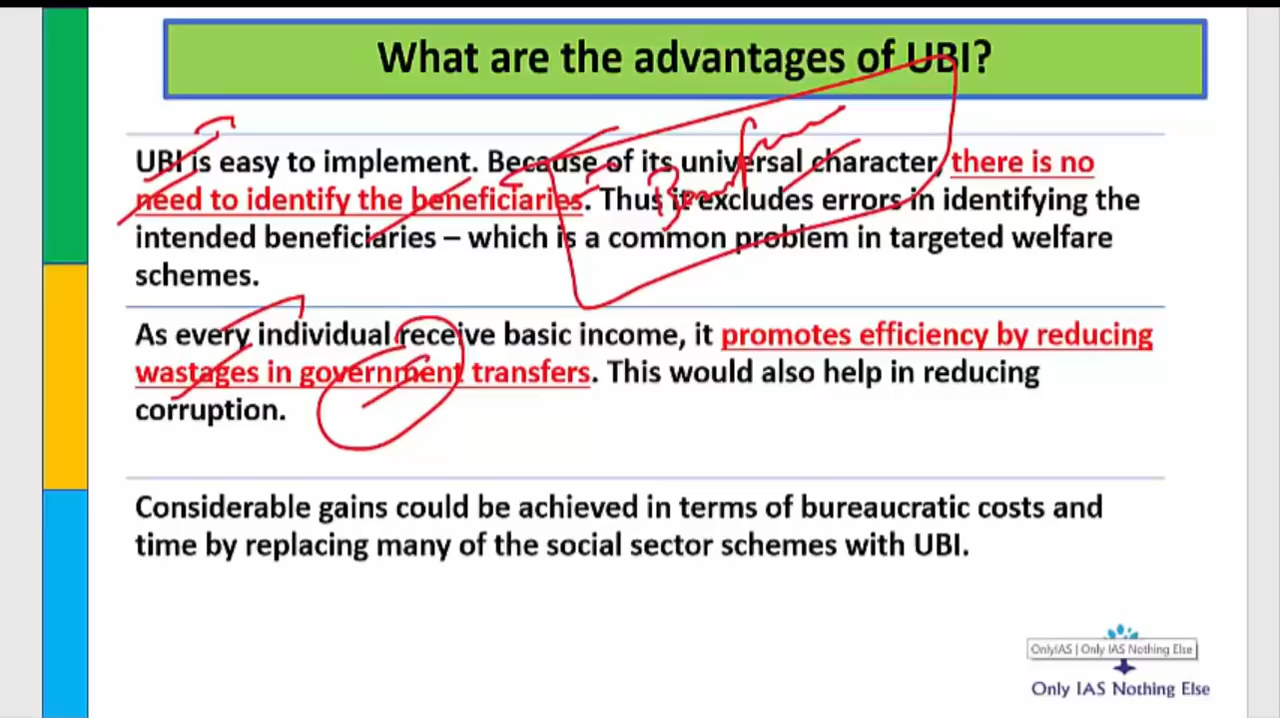 What are the advantages of UBI?
UBI is easy to implement. Because of its universal character, there is no
need to identify the beneficiaries. Thus it excludes errors in identifying the
intended beneficiaries – which is a common problem in targeted welfare
schemes.
As every individual receive basic income, it promotes efficiency by reducing
wastages in government transfers. This would also help in reducing
corruption.
Considerable gains could be achieved in terms of bureaucratic costs and
time by replacing many of the social sector schemes with UBI.
OnlyIAS | Only IAS Nothing Else
Only IAS Nothing Else